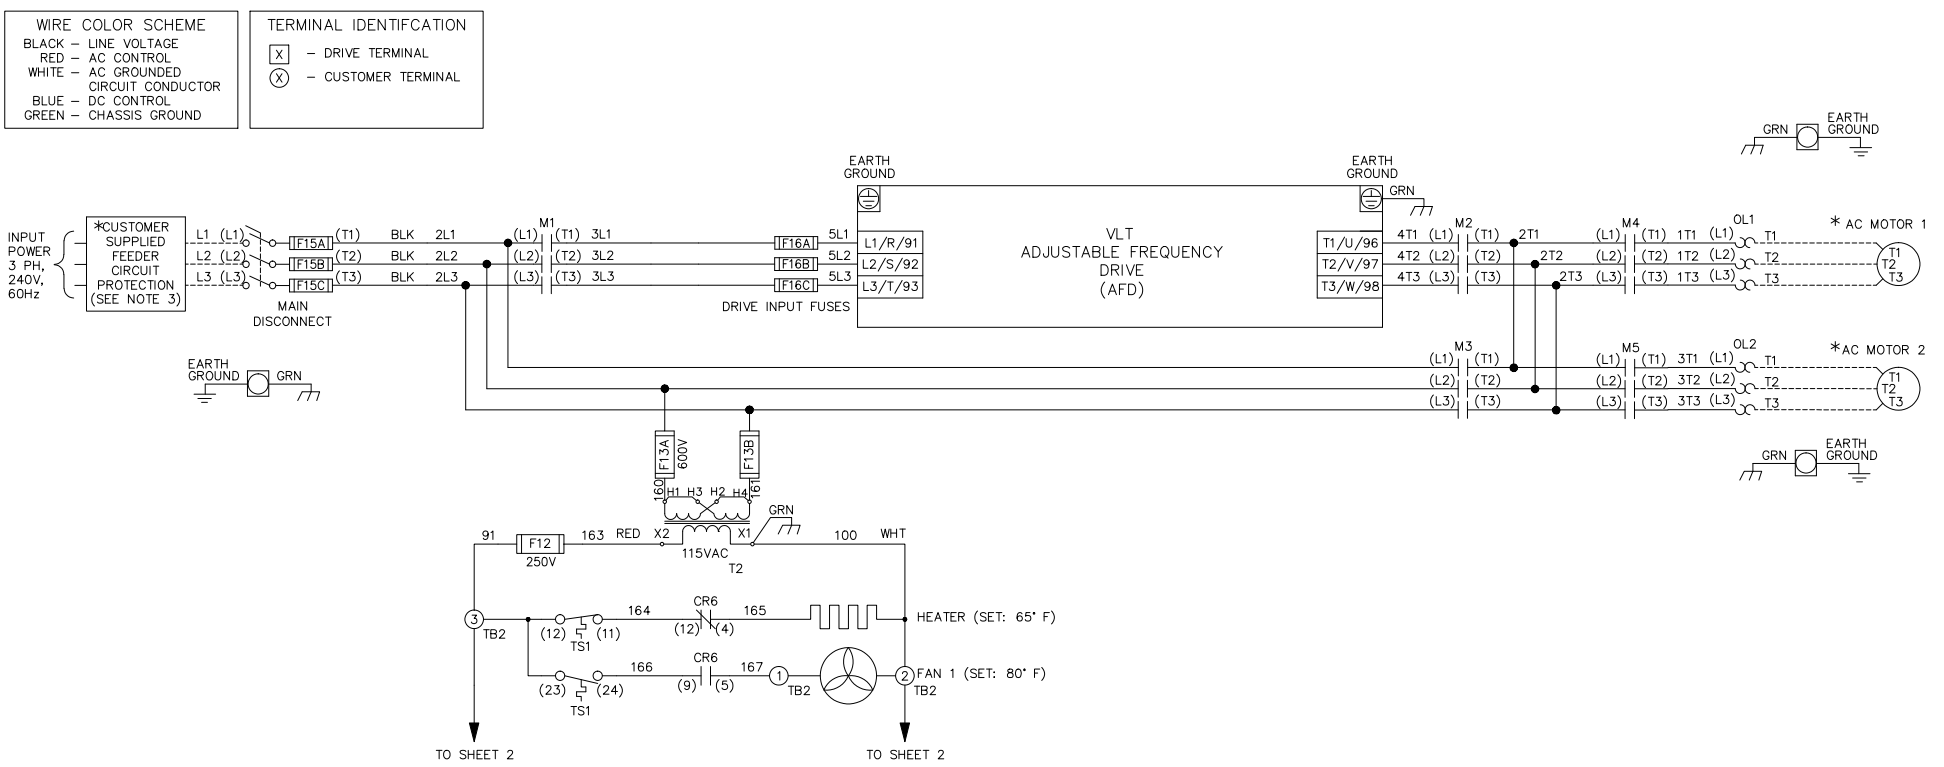 WIRE COLOR SCHEME
BLACK – LINE VOLTAGE
RED – AC CONTROL
WHITE – AC GROUNDED
CIRCUIT CONDUCTOR
BLUE – DC CONTROL
GREEN – CHASSIS GROUND
TERMINAL IDENTIFCATION
X – DRIVE TERMINAL
X – CUSTOMER TERMINAL
GRN
EARTH
GROUND
EARTH
GROUND
EARTH
GROUND
GRN
INPUT
POWER
3 PH,
240V,
60Hz
*CUSTOMER
SUPPLIED
FEEDER
CIRCUIT
PROTECTION
(SEE NOTE 3)
L1 (L1) F15A (T1) BLK 2L1 (L1) M1 (T1) 3L1 F16A 5L1 L1/R/91
L2 (L2) F15B (T2) BLK 2L2 (L2) (T2) 3L2 F16B 5L2 L2/S/92
L3 (L3) F15C (T3) BLK 2L3 (L3) (T3) 3L3 F16C 5L3 L3/T/93
MAIN
DISCONNECT
DRIVE INPUT FUSES
VLT
ADJUSTABLE FREQUENCY
DRIVE
(AFD)
M2 M4 OL1 * AC MOTOR 1
T1/U/96 4T1 (L1) (T1) 2T1 (L1) (T1) 1T1 (L1) T1 T1
T2/V/97 4T2 (L2) (T2) 2T2 (L2) (T2) 1T2 (L2) T2 T2
T3/W/98 4T3 (L3) (T3) 2T3 (L3) (T3) 1T3 (L3) T3 T3
M3 M5 OL2 *AC MOTOR 2
(L1) (T1) (L1) (T1) 3T1 (L1) T1 T1
(L2) (T2) (L2) (T2) 3T2 (L2) T2 T2
(L3) (T3) (L3) (T3) 3T3 (L3) T3 T3
EARTH
GROUND
GRN
GRN
EARTH
GROUND
F13A
600V
F13B
160
161
H1 H3 H2 H4
GRN
91 F12 163 RED X2 X1 100 WHT
250V
115VAC
T2
3
TB2
(12) (11)
TS1
164
CR6
(12) (4)
165
HEATER (SET: 65° F)
(23) (24)
TS1
166
CR6
(9) (5)
167
1
TB2
2
TB2
FAN 1 (SET: 80° F)
TO SHEET 2
TO SHEET 2